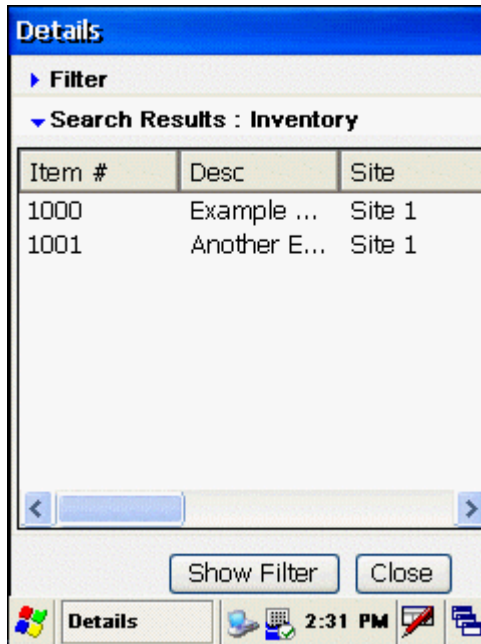 Details
Filter
Search Results : Inventory
Item # Desc Site
1000 Example ... Site 1
1001 Another E... Site 1
Show Filter Close
Details 2:31 PM